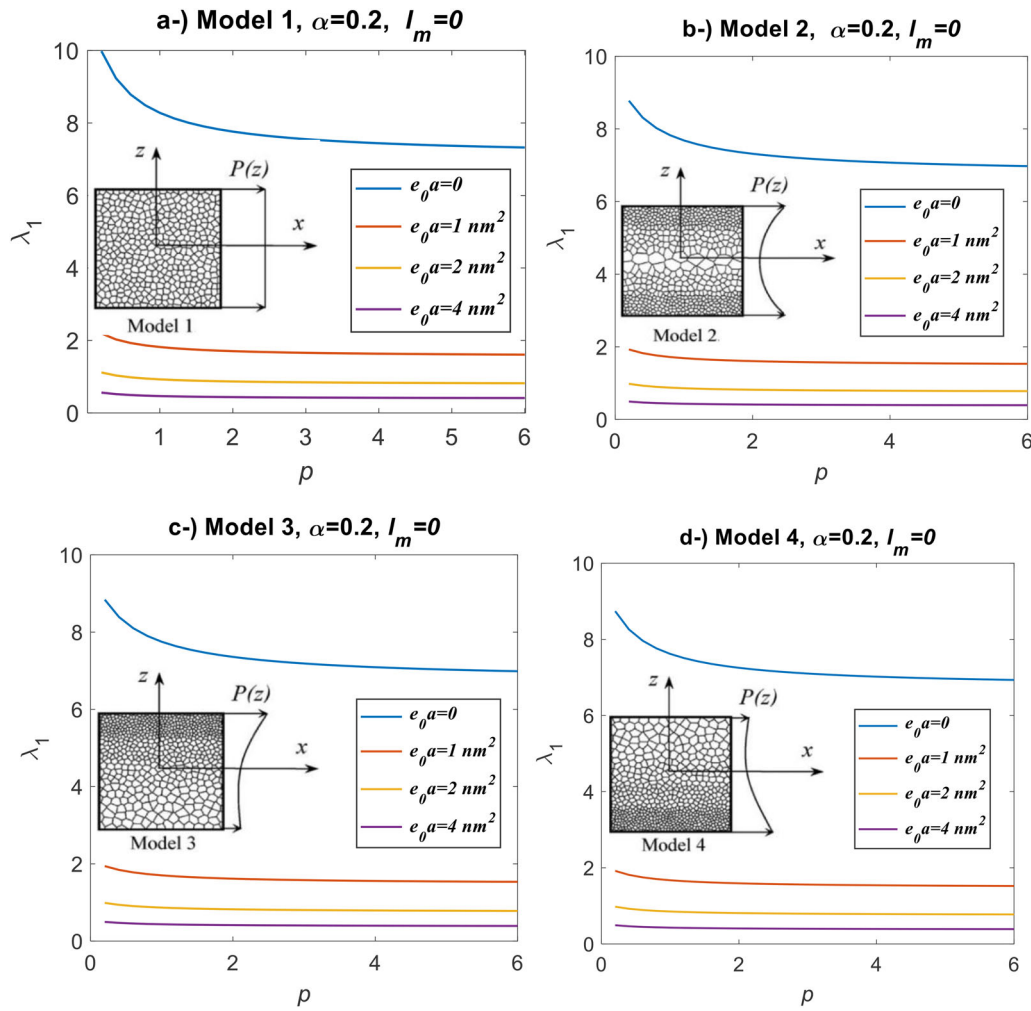 a-) Model 1, α=0.2, l_m=0
10
8
6
4
2
0
λ_1
z
P(z)
x
Model 1
e_0a=0
e_0a=1 nm^2
e_0a=2 nm^2
e_0a=4 nm^2
1 2 3 4 5 6
p
b-) Model 2, α=0.2, l_m=0
10
8
6
4
2
0
λ_1
z
P(z)
x
Model 2
e_0a=0
e_0a=1 nm^2
e_0a=2 nm^2
e_0a=4 nm^2
0 2 4 6
p
c-) Model 3, α=0.2, l_m=0
10
8
6
4
2
0
λ_1
z
P(z)
x
Model 3
e_0a=0
e_0a=1 nm^2
e_0a=2 nm^2
e_0a=4 nm^2
0 2 4 6
p
d-) Model 4, α=0.2, l_m=0
10
8
6
4
2
0
λ_1
z
P(z)
x
Model 4
e_0a=0
e_0a=1 nm^2
e_0a=2 nm^2
e_0a=4 nm^2
0 2 4 6
p